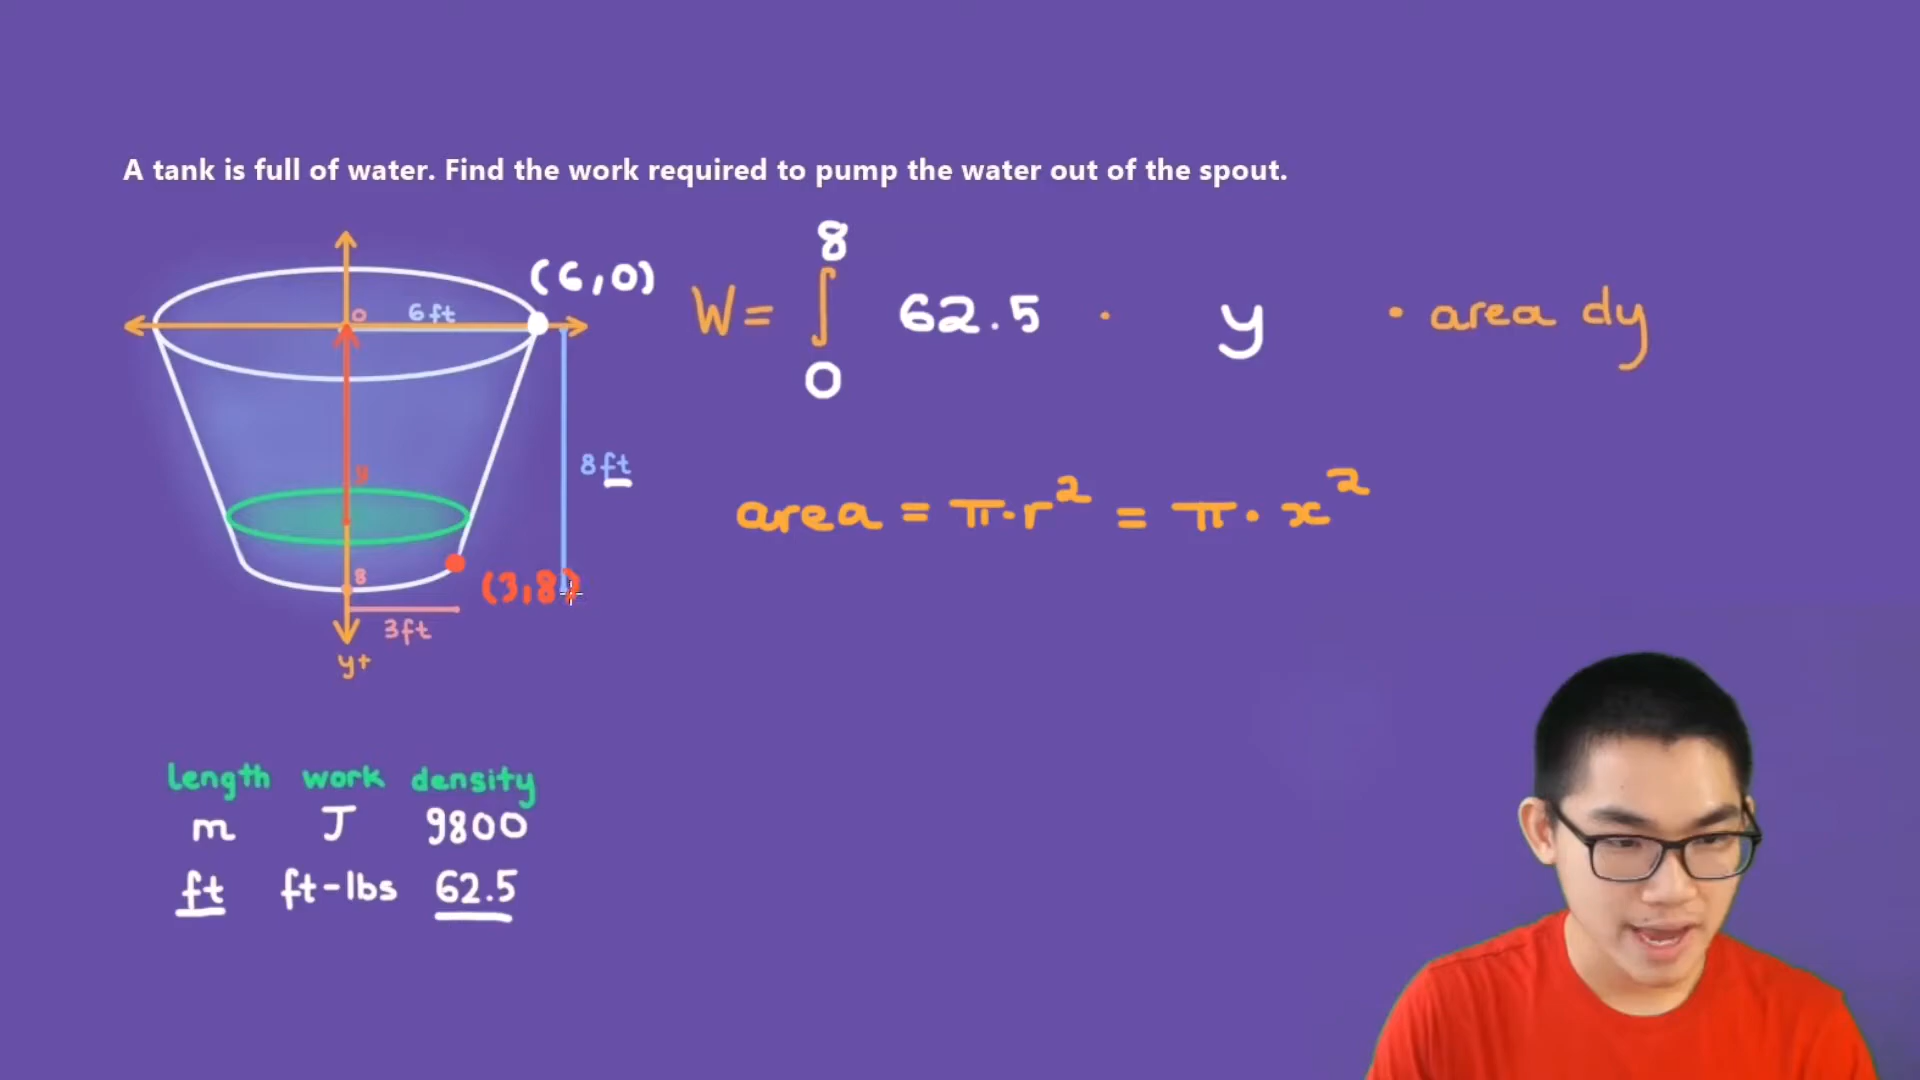 A tank is full of water. Find the work required to pump the water out of the spout.
(6,0)
0
6ft
8
W = ∫ 62.5 · y · area dy
0
y
8ft
area = π·r² = π·x²
8
(3,8)
3ft
y+
length work density
m J 9800
ft ft-lbs 62.5